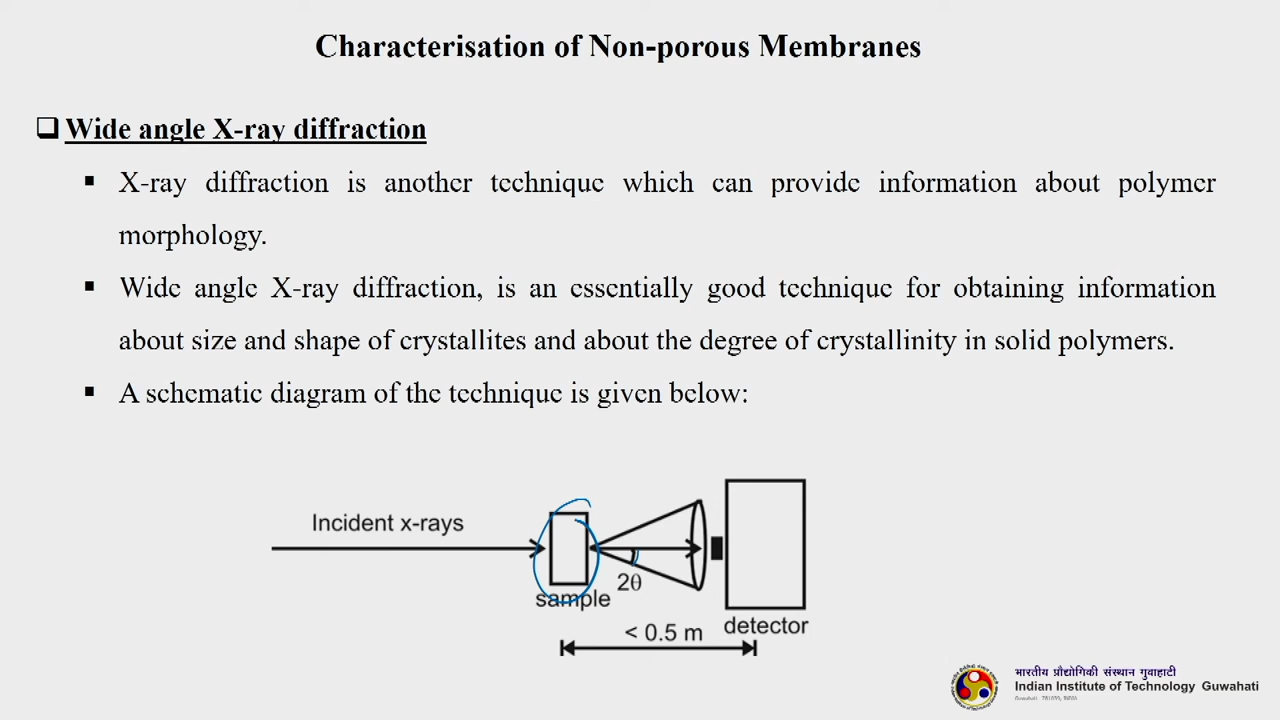 Characterisation of Non-porous Membranes
❑ Wide angle X-ray diffraction
▪ X-ray diffraction is another technique which can provide information about polymer
morphology.
▪ Wide angle X-ray diffraction, is an essentially good technique for obtaining information
about size and shape of crystallites and about the degree of crystallinity in solid polymers.
▪ A schematic diagram of the technique is given below:
Incident x-rays
2θ
sample
detector
< 0.5 m
भारतीय प्रौद्योगिकी संस्थान गुवाहाटी
Indian Institute of Technology Guwahati